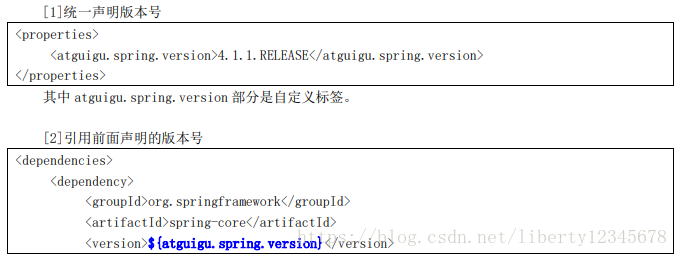 [1]统一声明版本号
<properties>
<atguigu.spring.version>4.1.1.RELEASE</atguigu.spring.version>
</properties>
其中 atguigu.spring.version 部分是自定义标签。
[2]引用前面声明的版本号
<dependencies>
<dependency>
<groupId>org.springframework</groupId>
<artifactId>spring-core</artifactId>
<version>${atguigu.spring.version}</version>
https://blog.csdn.net/liberty12345678